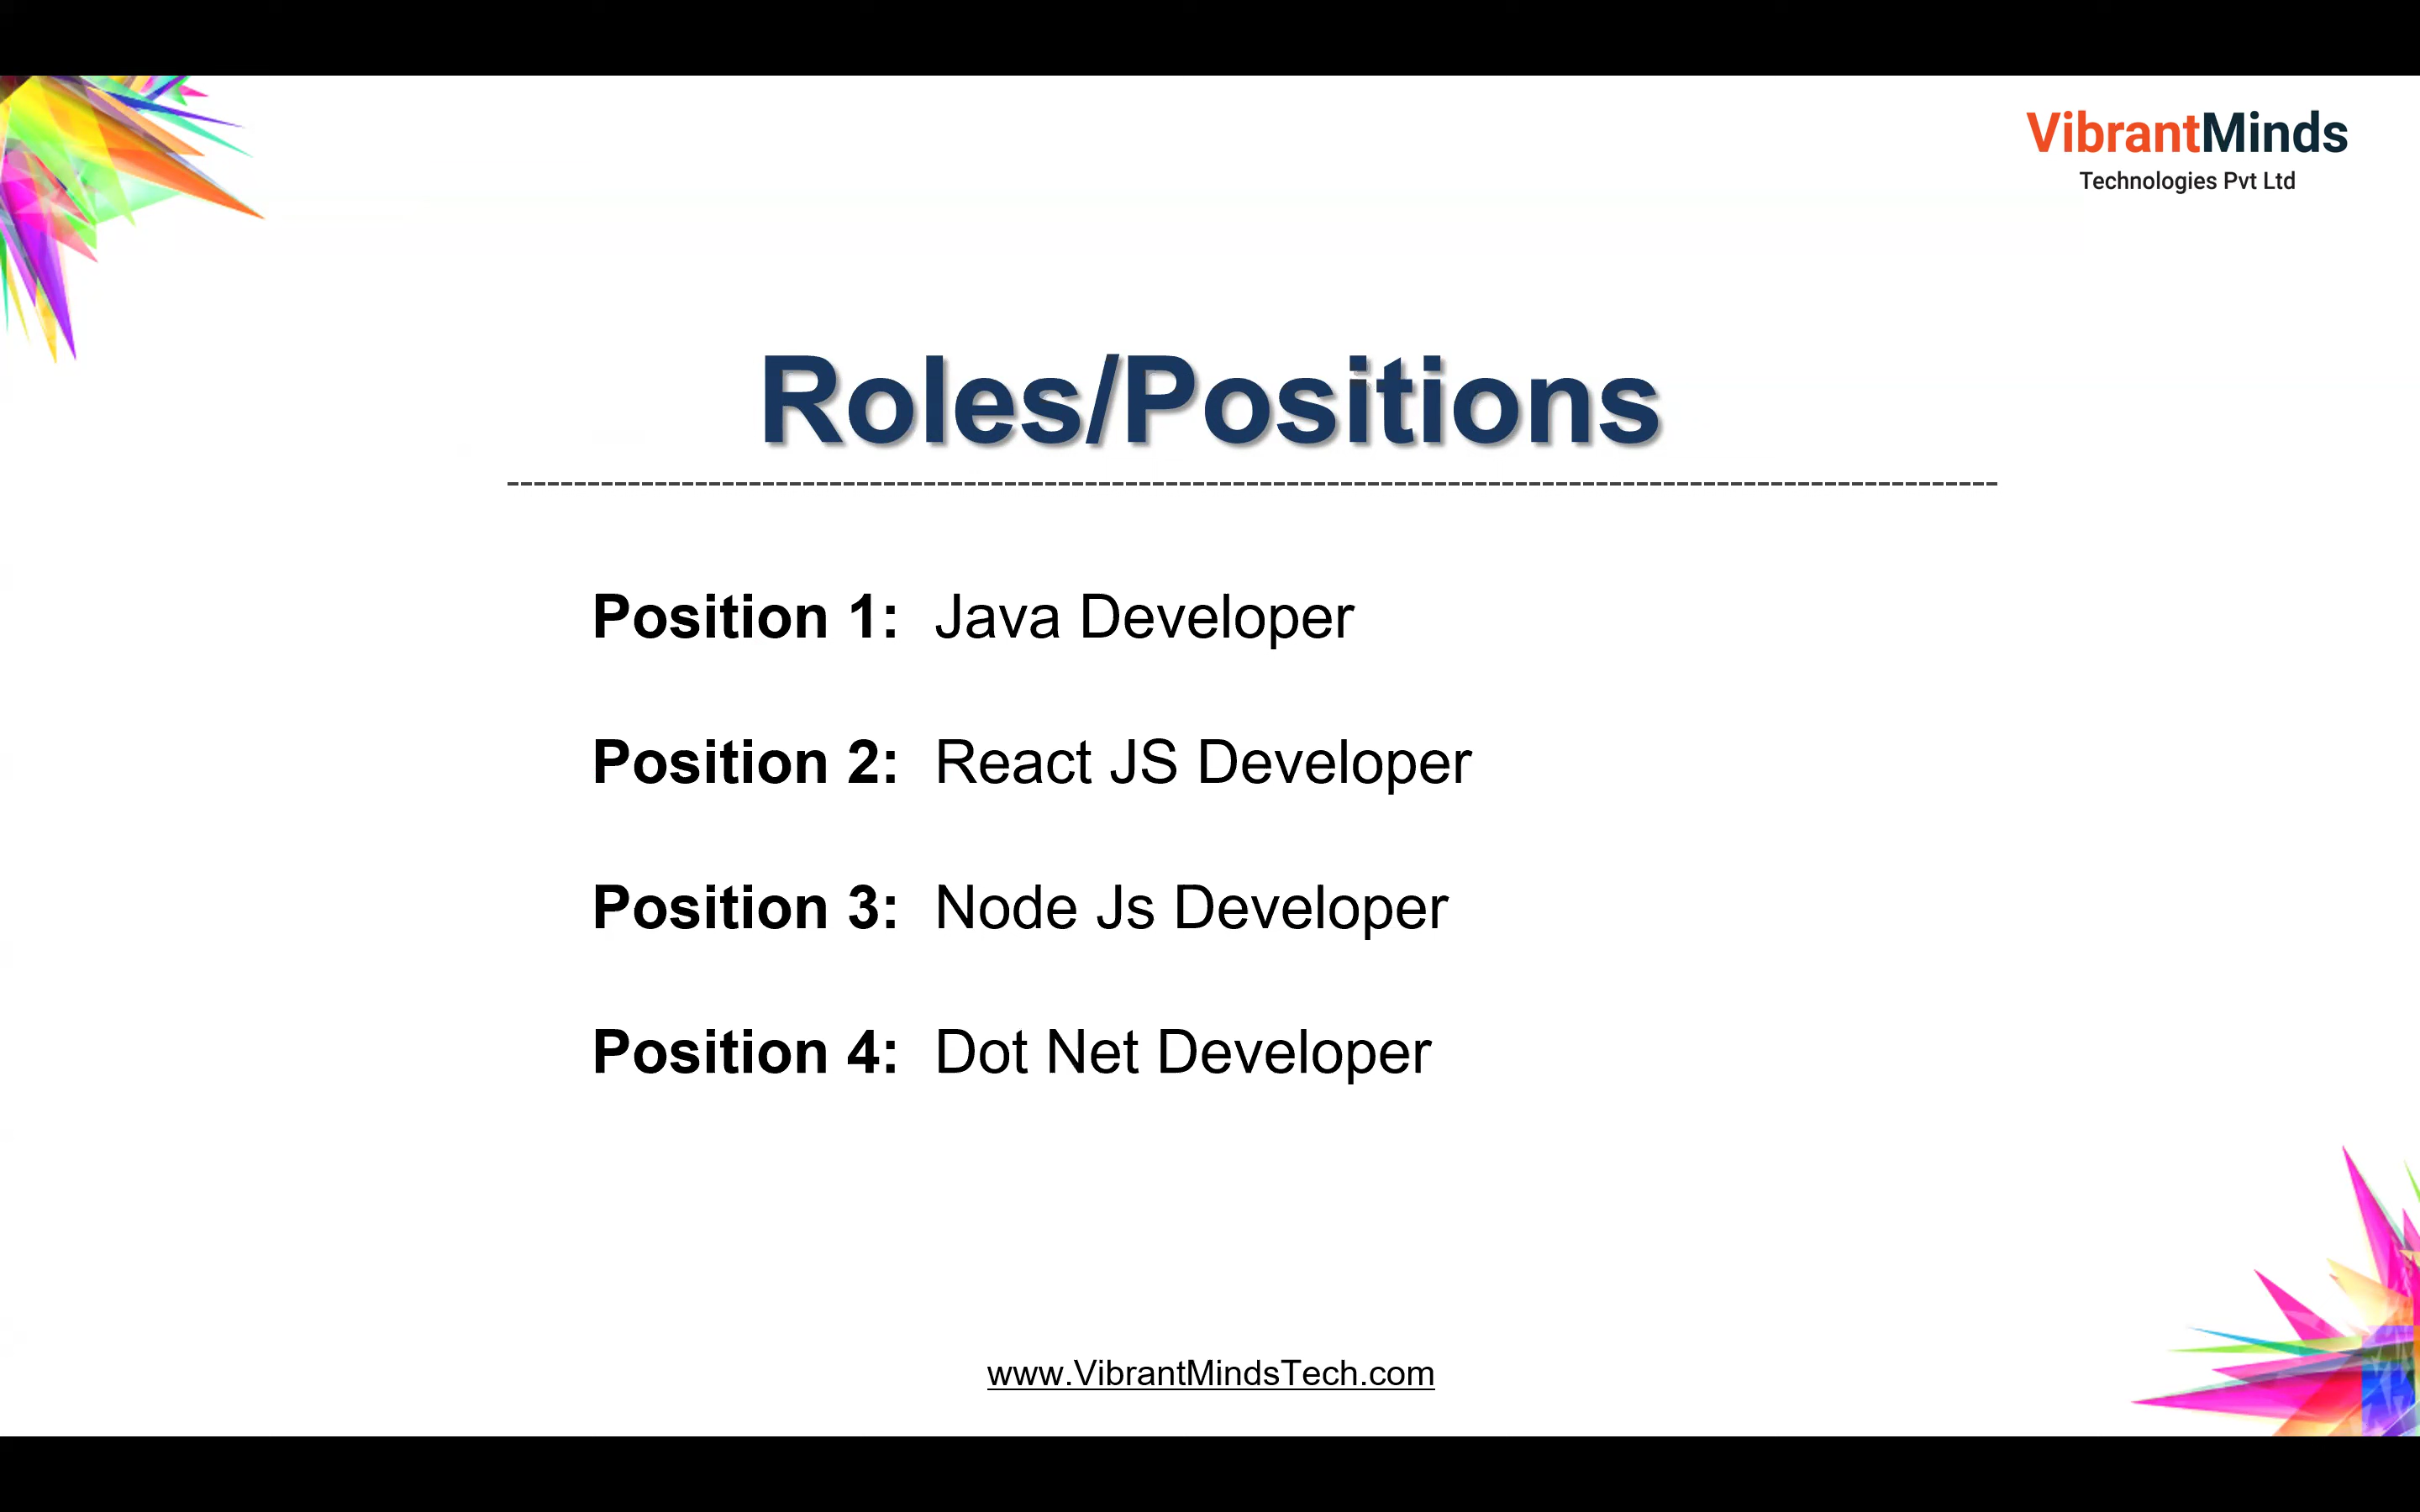 VibrantMinds
Technologies Pvt Ltd
Roles/Positions
Position 1: Java Developer
Position 2: React JS Developer
Position 3: Node Js Developer
Position 4: Dot Net Developer
www.VibrantMindsTech.com